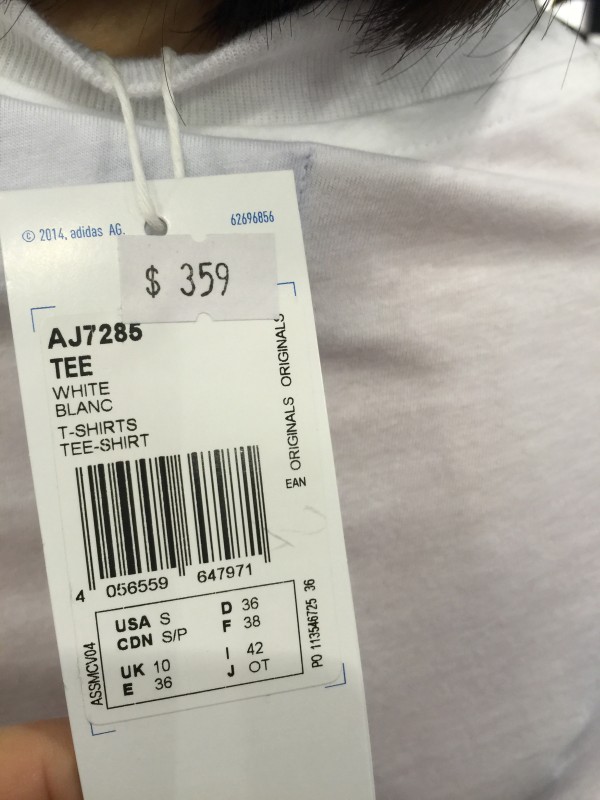 © 2014, adidas AG.
62696856
$ 359
AJ7285
TEE
WHITE
BLANC
T-SHIRTS
TEE-SHIRT
ORIGINALS ORIGINALS
EAN
4 056559 647971
USA S D 36
CDN S/P F 38
UK 10 I 42
E 36 J OT
ASSMCV04
PO 113546725 36